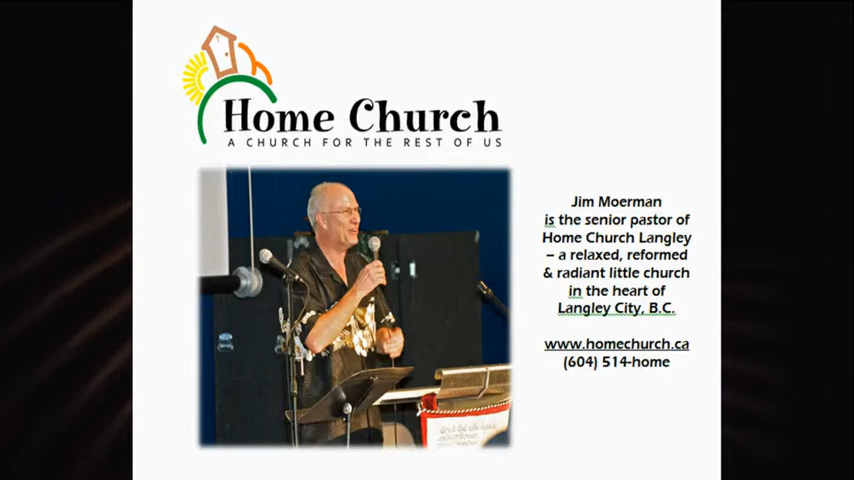 Home Church
A CHURCH FOR THE REST OF US
Jim Moerman
is the senior pastor of
Home Church Langley
– a relaxed, reformed
& radiant little church
in the heart of
Langley City, B.C.
www.homechurch.ca
(604) 514-home